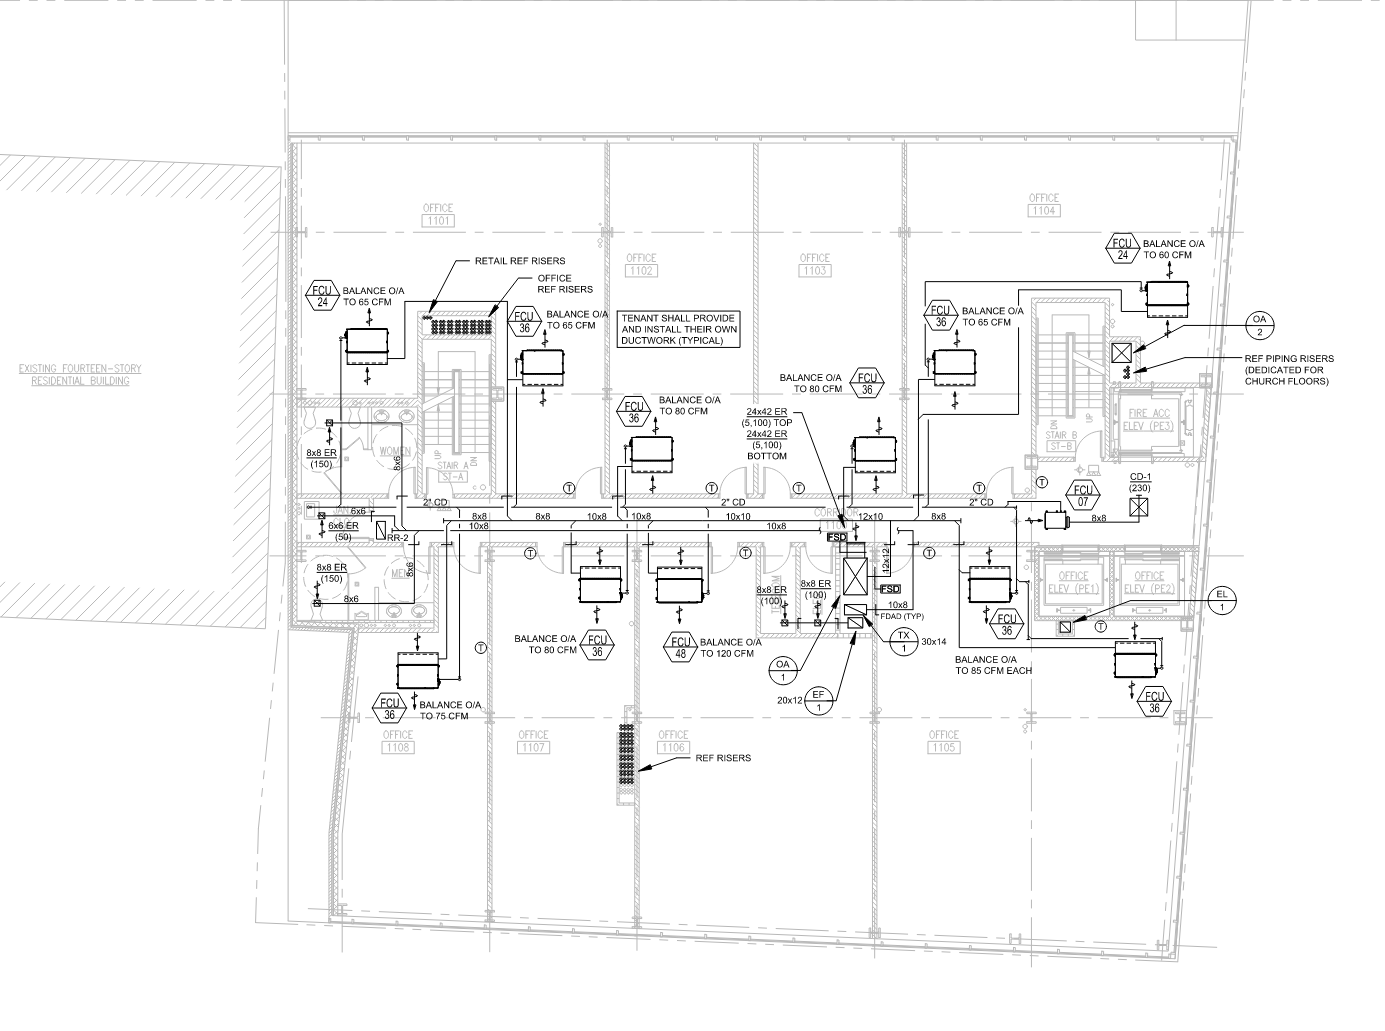 OFFICE
1101
OFFICE
1104
RETAIL REF RISERS
OFFICE
REF RISERS
OFFICE
1102
OFFICE
1103
FCU
24
BALANCE O/A
TO 60 CFM
FCU
24
BALANCE O/A
TO 65 CFM
FCU
36
BALANCE O/A
TO 65 CFM
TENANT SHALL PROVIDE
AND INSTALL THEIR OWN
DUCTWORK (TYPICAL)
FCU
36
BALANCE O/A
TO 65 CFM
OA
2
REF PIPING RISERS
(DEDICATED FOR
CHURCH FLOORS)
EXISTING FOURTEEN-STORY
RESIDENTIAL BUILDING
BALANCE O/A
TO 80 CFM
FCU
36
FCU
36
BALANCE O/A
TO 80 CFM
24x42 ER
(5,100) TOP
24x42 ER
(5,100)
BOTTOM
FIRE ACC
ELEV (PE3)
DN
UP
STAIR B
ST-B
WOMEN
8x8 ER
(150)
8x6
UP
DN
STAIR A
ST-A
T
T
T
T
T
FCU
07
CD-1
(230)
2" CD
2" CD
2" CD
JAN
6x6
6x6 ER
(50)
RR-2
8x8
10x8
8x8
10x8
10x8
10x10
10x8
CORRIDOR
12x10
8x8
8x8
FSD
12x12
T
T
T
8x8 ER
(150)
MEN
8x6
8x6
8x8 ER
(100)
8x8 ER
(100)
FSD
10x8
FDAD (TYP)
OFFICE
ELEV (PE1)
OFFICE
ELEV (PE2)
EL
1
T
T
TX
1
30x14
BALANCE O/A
TO 80 CFM
FCU
36
FCU
48
BALANCE O/A
TO 120 CFM
FCU
36
OA
1
BALANCE O/A
TO 85 CFM EACH
20x12
EF
1
FCU
36
FCU
36
BALANCE O/A
TO 75 CFM
OFFICE
1108
OFFICE
1107
OFFICE
1106
OFFICE
1105
REF RISERS